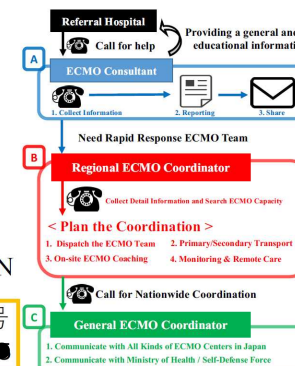 Referral Hospital
Call for help
Providing a general and
educational informati
A
ECMO Consultant
1. Collect Information
2. Reporting
3. Share
Need Rapid Response ECMO Team
B
Regional ECMO Coordinator
Collect Detail Information and Search ECMO Capacity
< Plan the Coordination >
1. Dispatch the ECMO Team
2. Primary/Secondary Transport
3. On-site ECMO Coaching
4. Monitoring & Remote Care
N
Call for Nationwide Coordination
号
C
General ECMO Coordinator
1. Communicate with All Kinds of ECMO Centers in Japan
2. Communicate with Ministry of Health / Self-Defense Force